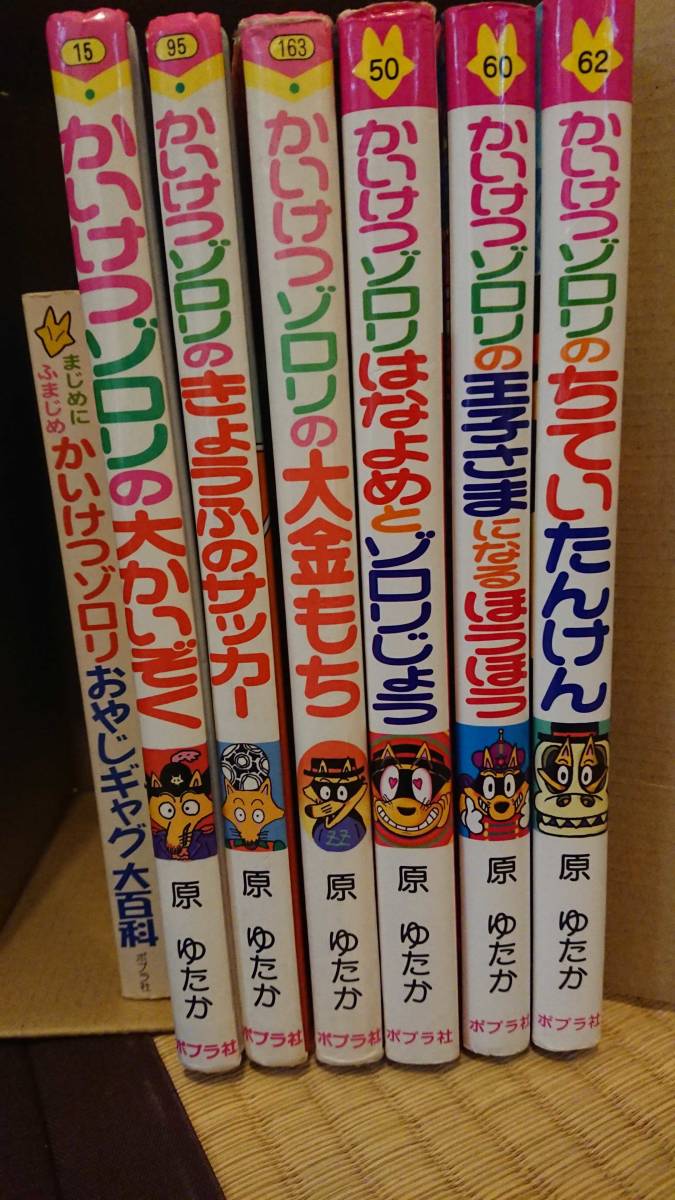 まじめに
ふまじめ
かいけつゾロリ
おやじギャグ大百科
ポプラ社
15
かいけつゾロリの大かいぞく
原 ゆたか
ポプラ社
95
かいけつゾロリのきょうふのサッカー
原 ゆたか
ポプラ社
163
かいけつゾロリの大金もち
ZZ
原 ゆたか
ポプラ社
50
かいけつゾロリはなよめとゾロリじょう
原 ゆたか
ポプラ社
60
かいけつゾロリの王子さまになるほうほう
原 ゆたか
ポプラ社
62
かいけつゾロリのちていたんけん
原 ゆたか
ポプラ社